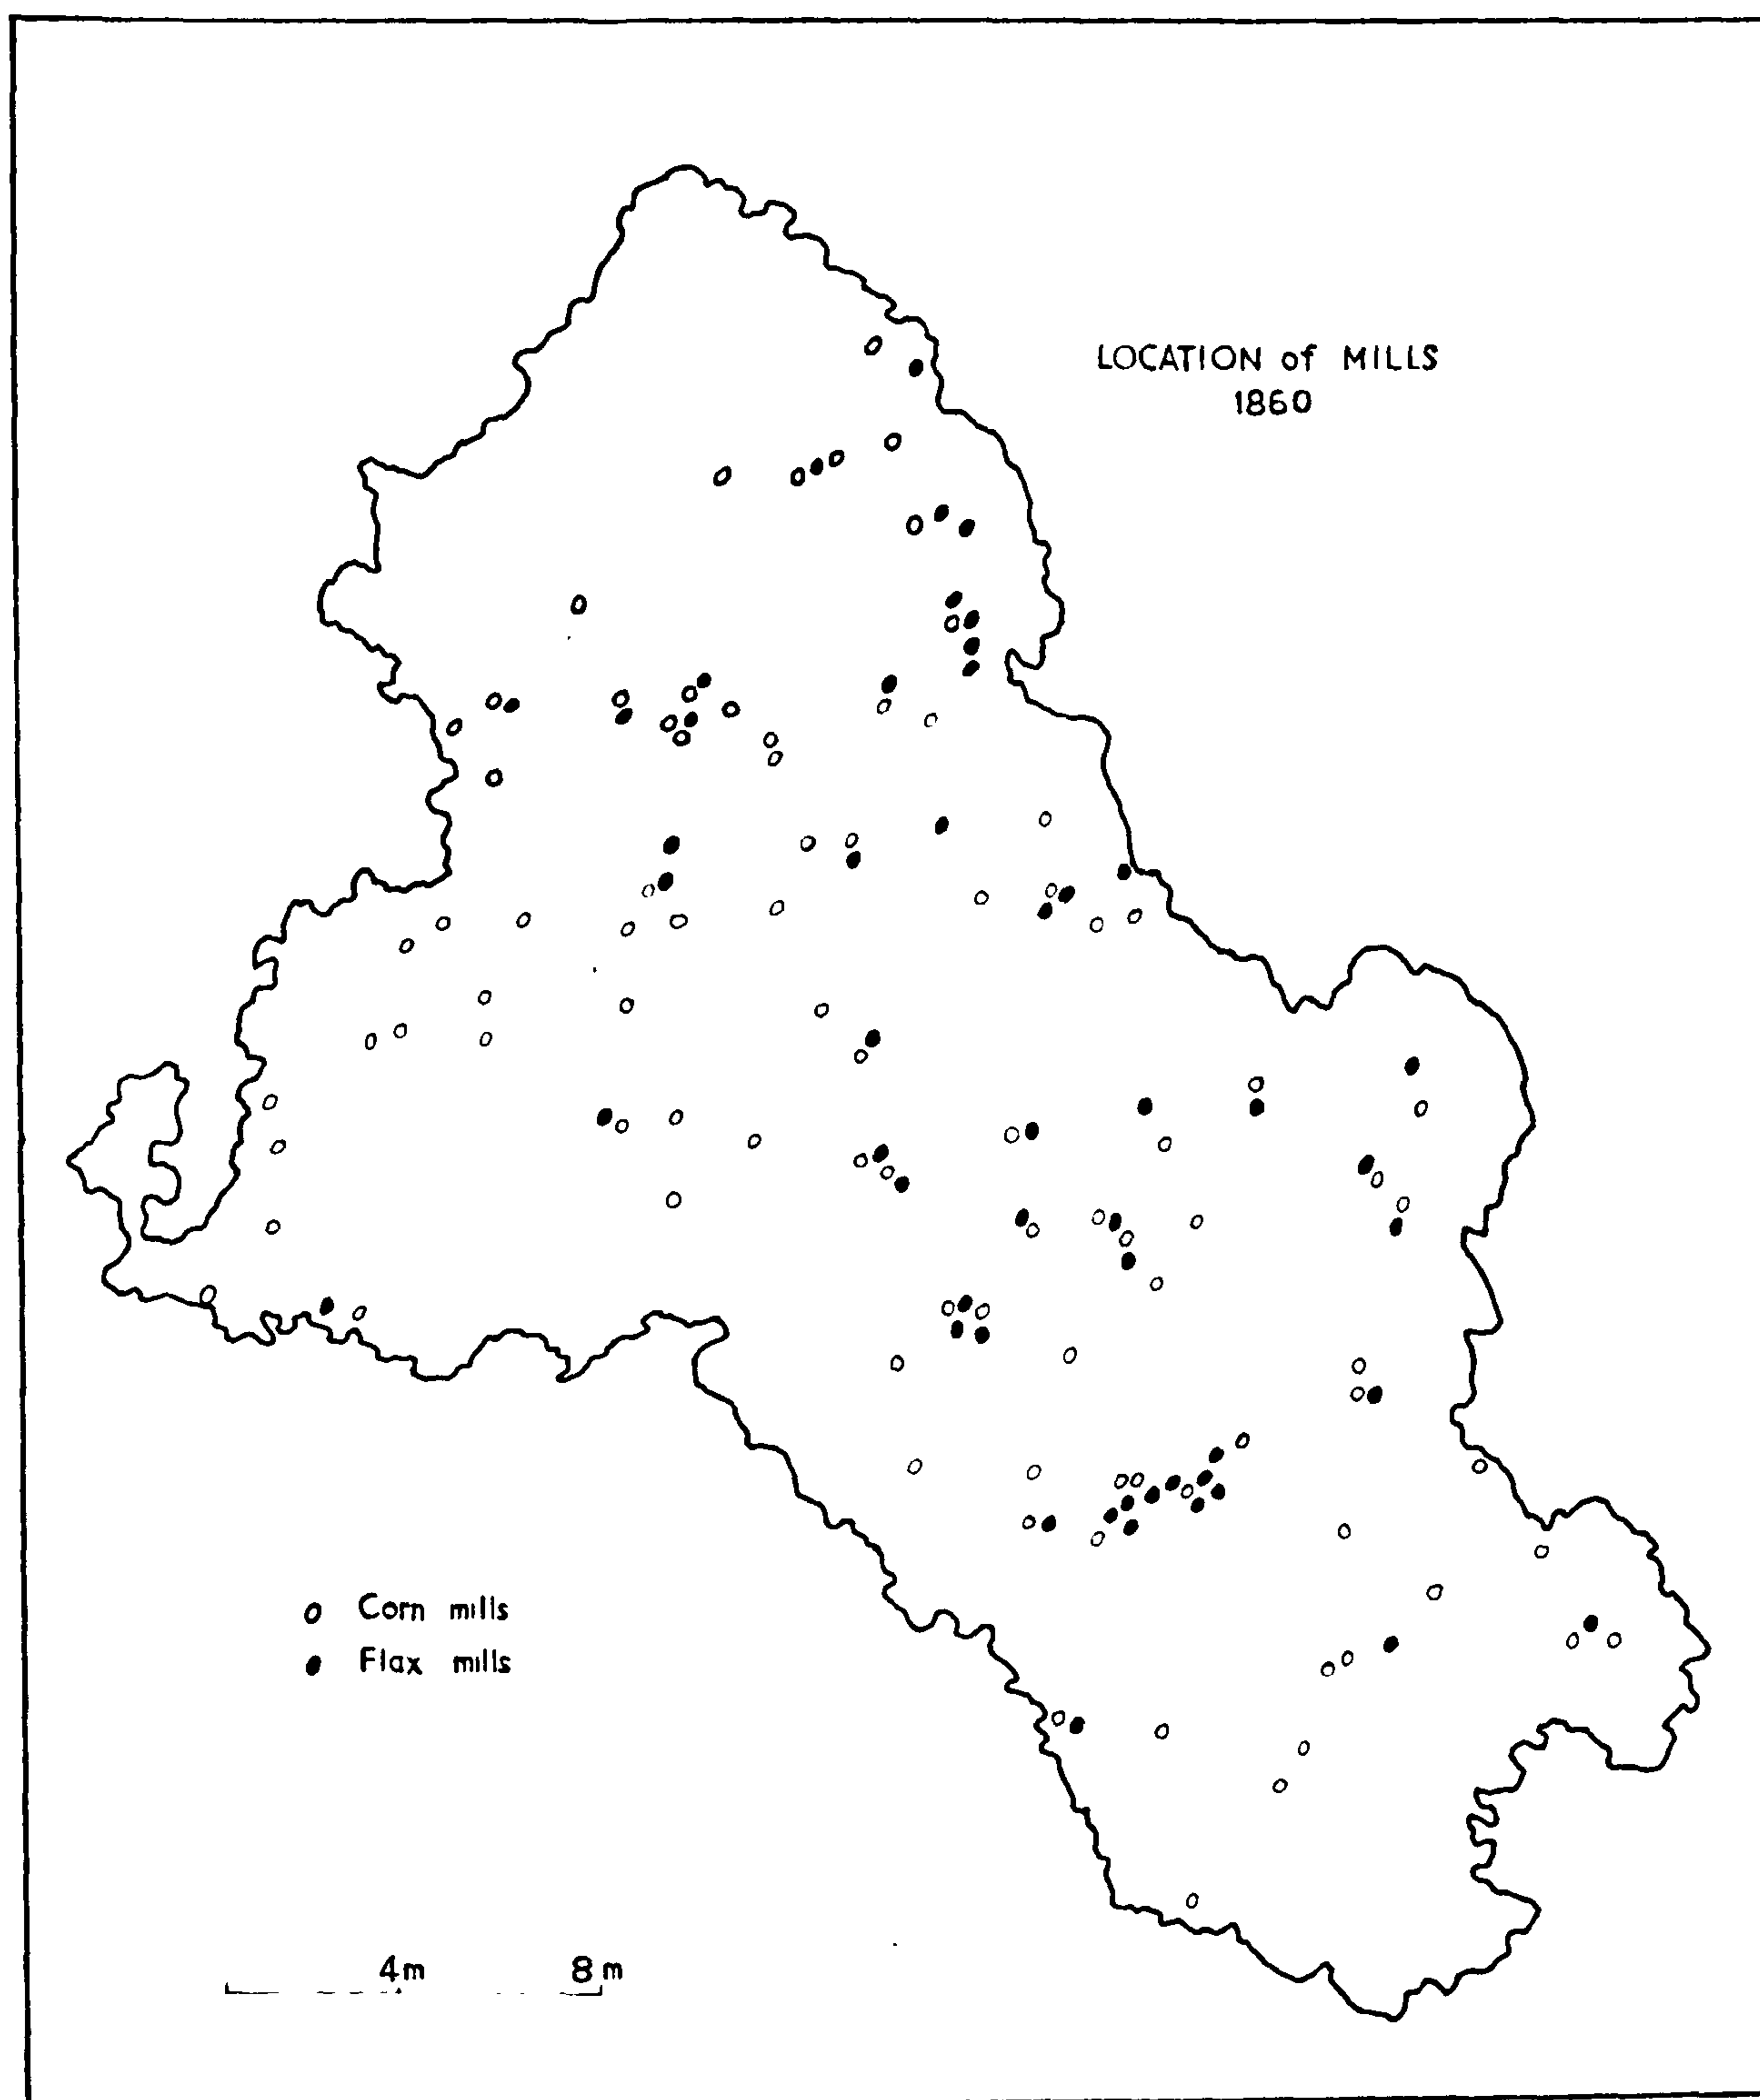 LOCATION of MILLS
1860
Corn mills
Flax mills
4m 8m